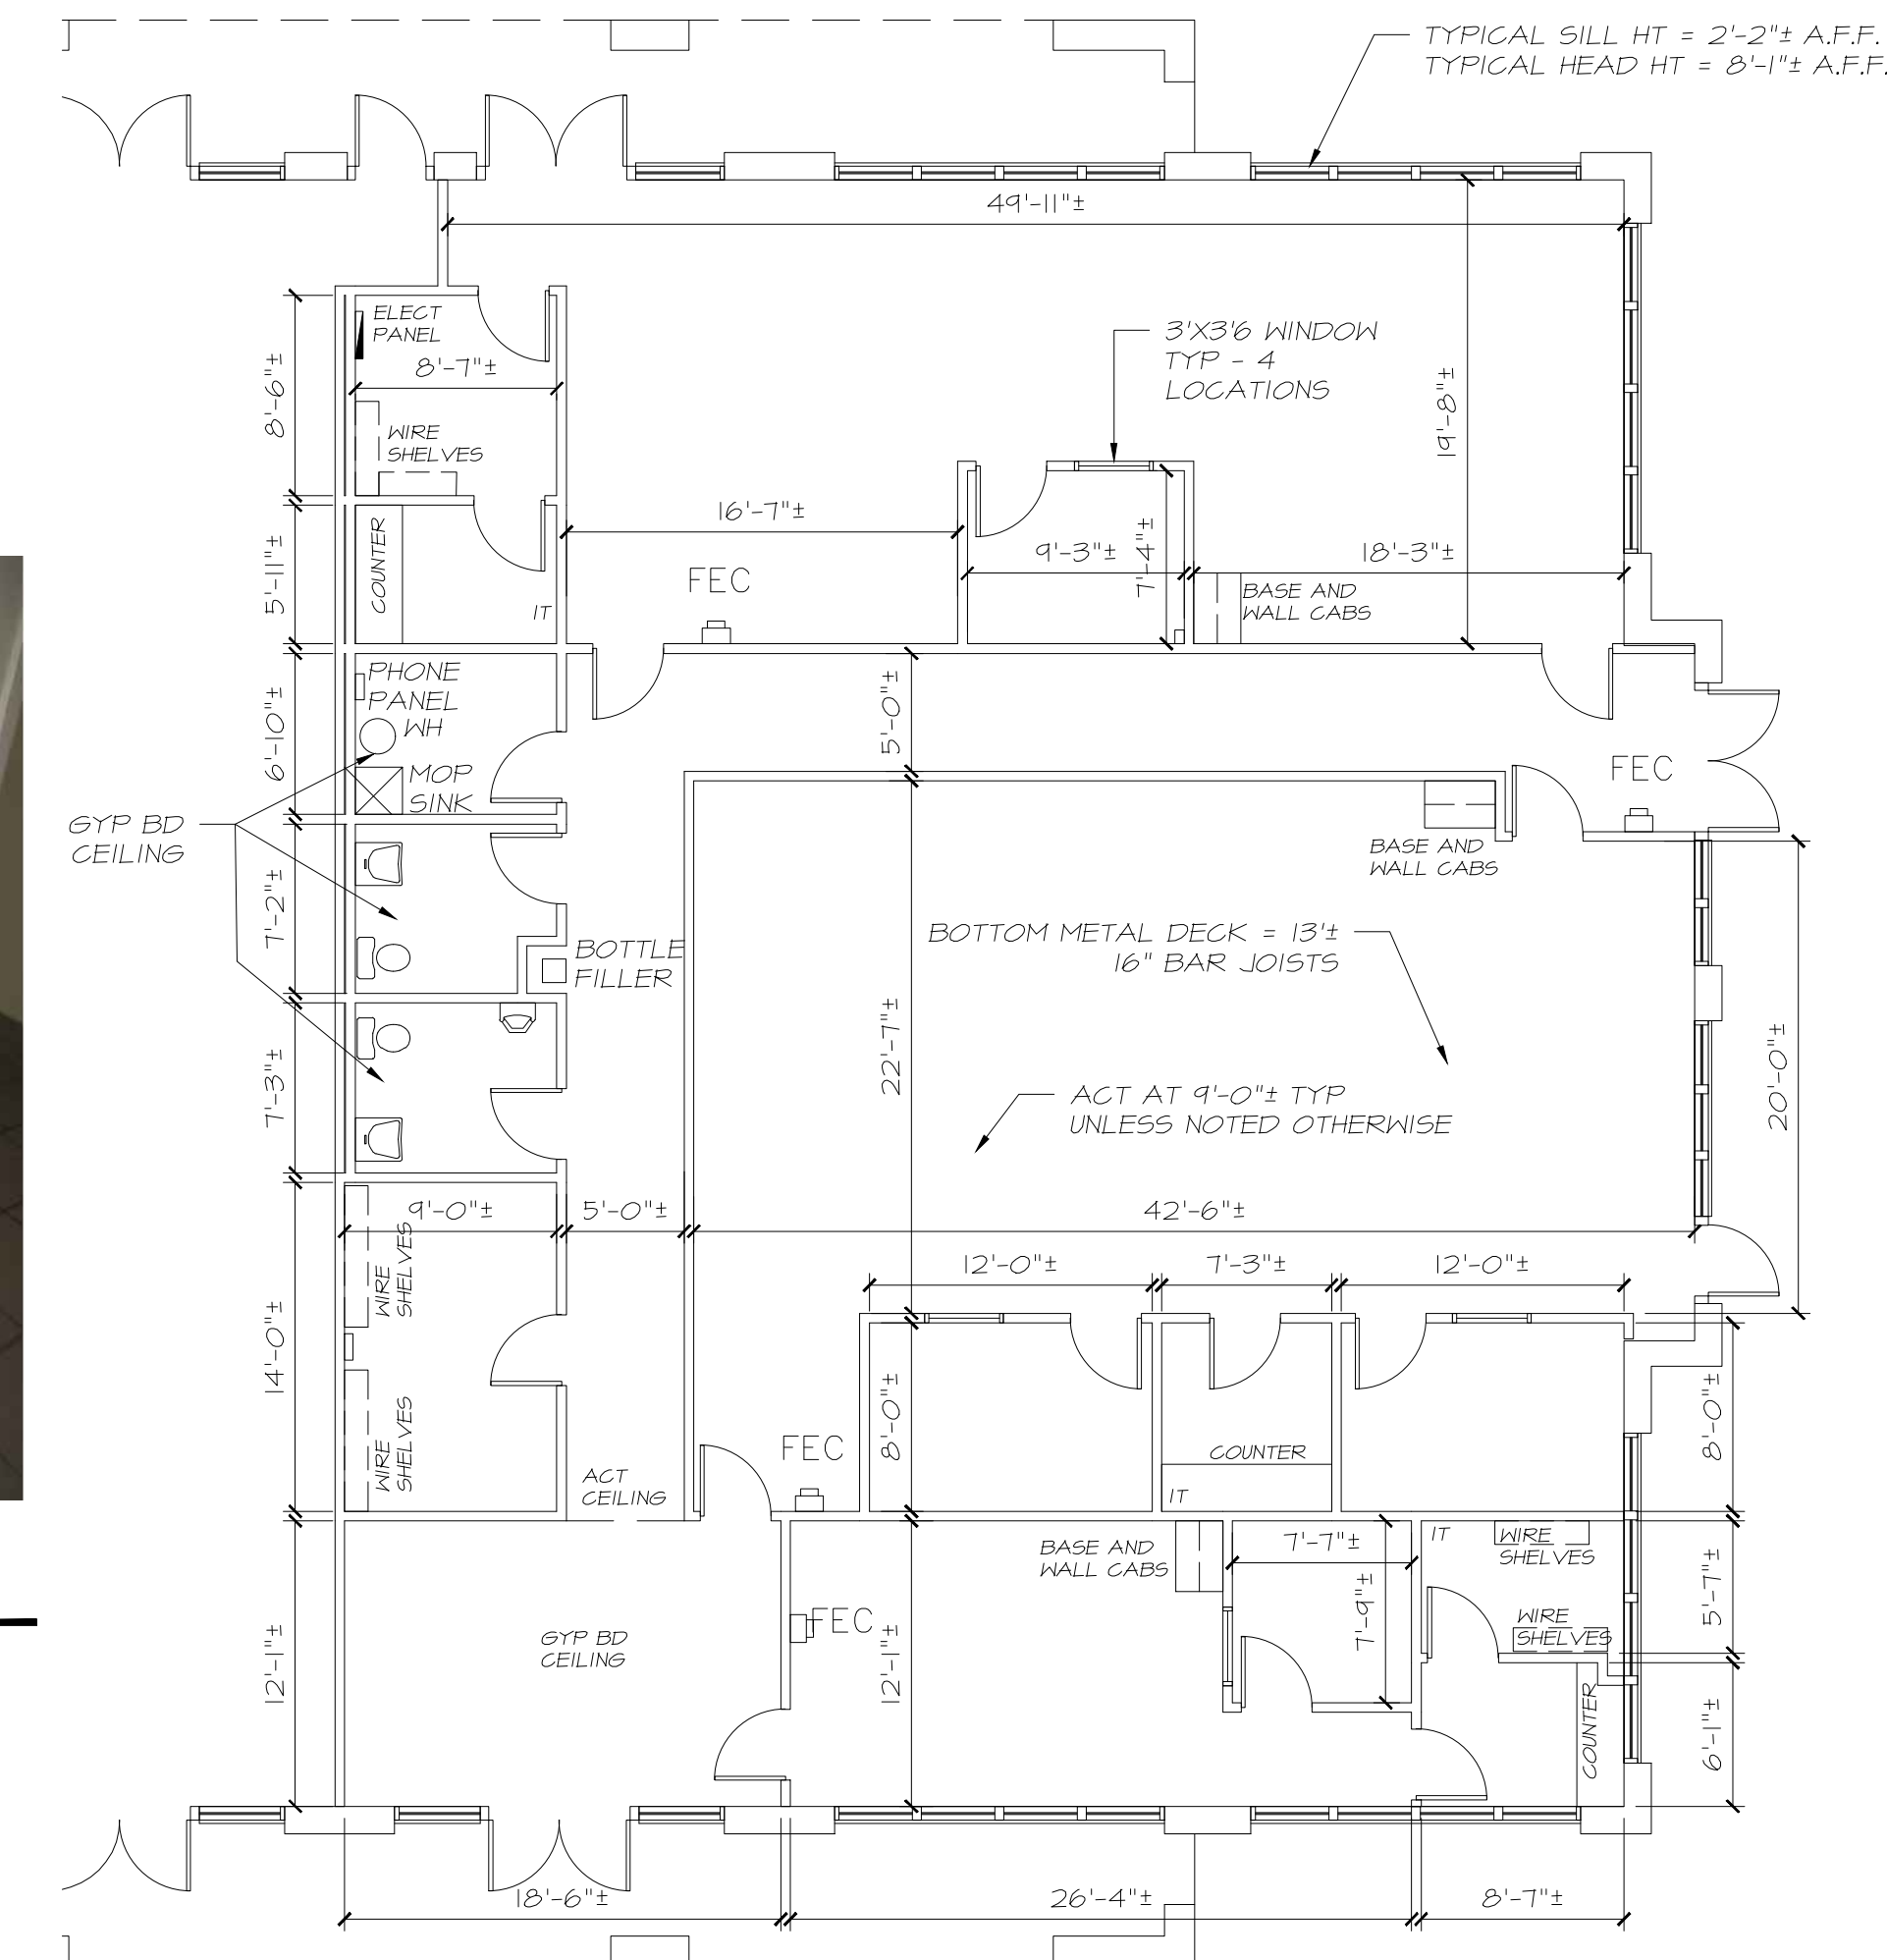 TYPICAL SILL HT = 2'-2"± A.F.F.
TYPICAL HEAD HT = 8'-1"± A.F.F.
49'-11"±
ELECT
PANEL
8'-7"±
8'-6"±
WIRE
SHELVES
3'X3'6 WINDOW
TYP - 4
LOCATIONS
19'-8"±
16'-7"±
9'-3"±
7'-4"±
18'-3"±
5'-11"±
COUNTER
IT
FEC
BASE AND
WALL CABS
PHONE
PANEL
WH
MOP
SINK
6'-10"±
5'-0"±
FEC
GYP BD
CEILING
BASE AND
WALL CABS
7'-2"±
BOTTLE
FILLER
BOTTOM METAL DECK = 13'±
16" BAR JOISTS
22'-7"±
20'-0"±
7'-3"±
ACT AT 9'-0"± TYP
UNLESS NOTED OTHERWISE
9'-0"±
5'-0"±
42'-6"±
12'-0"±
7'-3"±
12'-0"±
WIRE
SHELVES
14'-0"±
WIRE
SHELVES
8'-0"±
8'-0"±
FEC
COUNTER
IT
ACT
CEILING
BASE AND
WALL CABS
7'-7"±
7'-9"±
IT
WIRE
SHELVES
5'-7"±
WIRE
SHELVES
FEC
GYP BD
CEILING
12'-1"±
12'-1"±
COUNTER
6'-1"±
18'-6"±
26'-4"±
8'-7"±